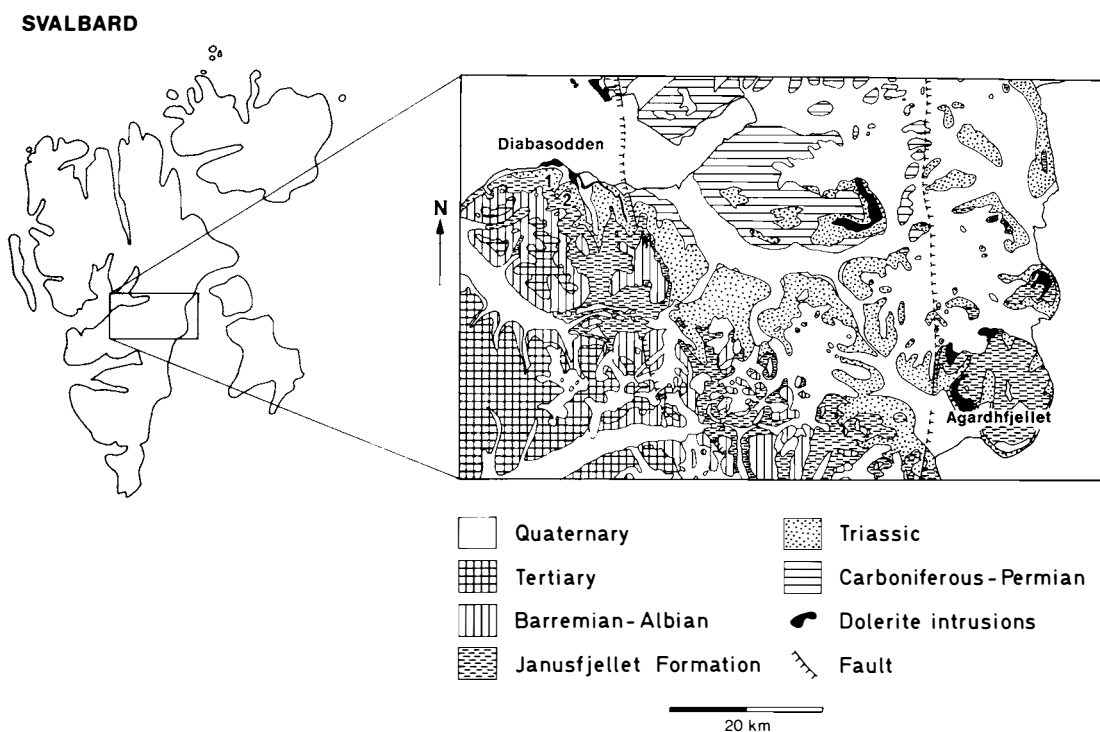 SVALBARD
Diabasodden
1
2
N
Agardhfjellet
Quaternary
Tertiary
Barremian-Albian
Janusfjellet Formation
Triassic
Carboniferous-Permian
Dolerite intrusions
Fault
20 km